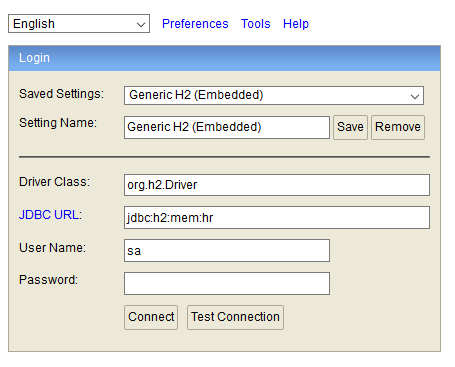 English Preferences Tools Help
Login
Saved Settings: Generic H2 (Embedded)
Setting Name: Generic H2 (Embedded) Save Remove
Driver Class: org.h2.Driver
JDBC URL: jdbc:h2:mem:hr
User Name: sa
Password:
Connect Test Connection